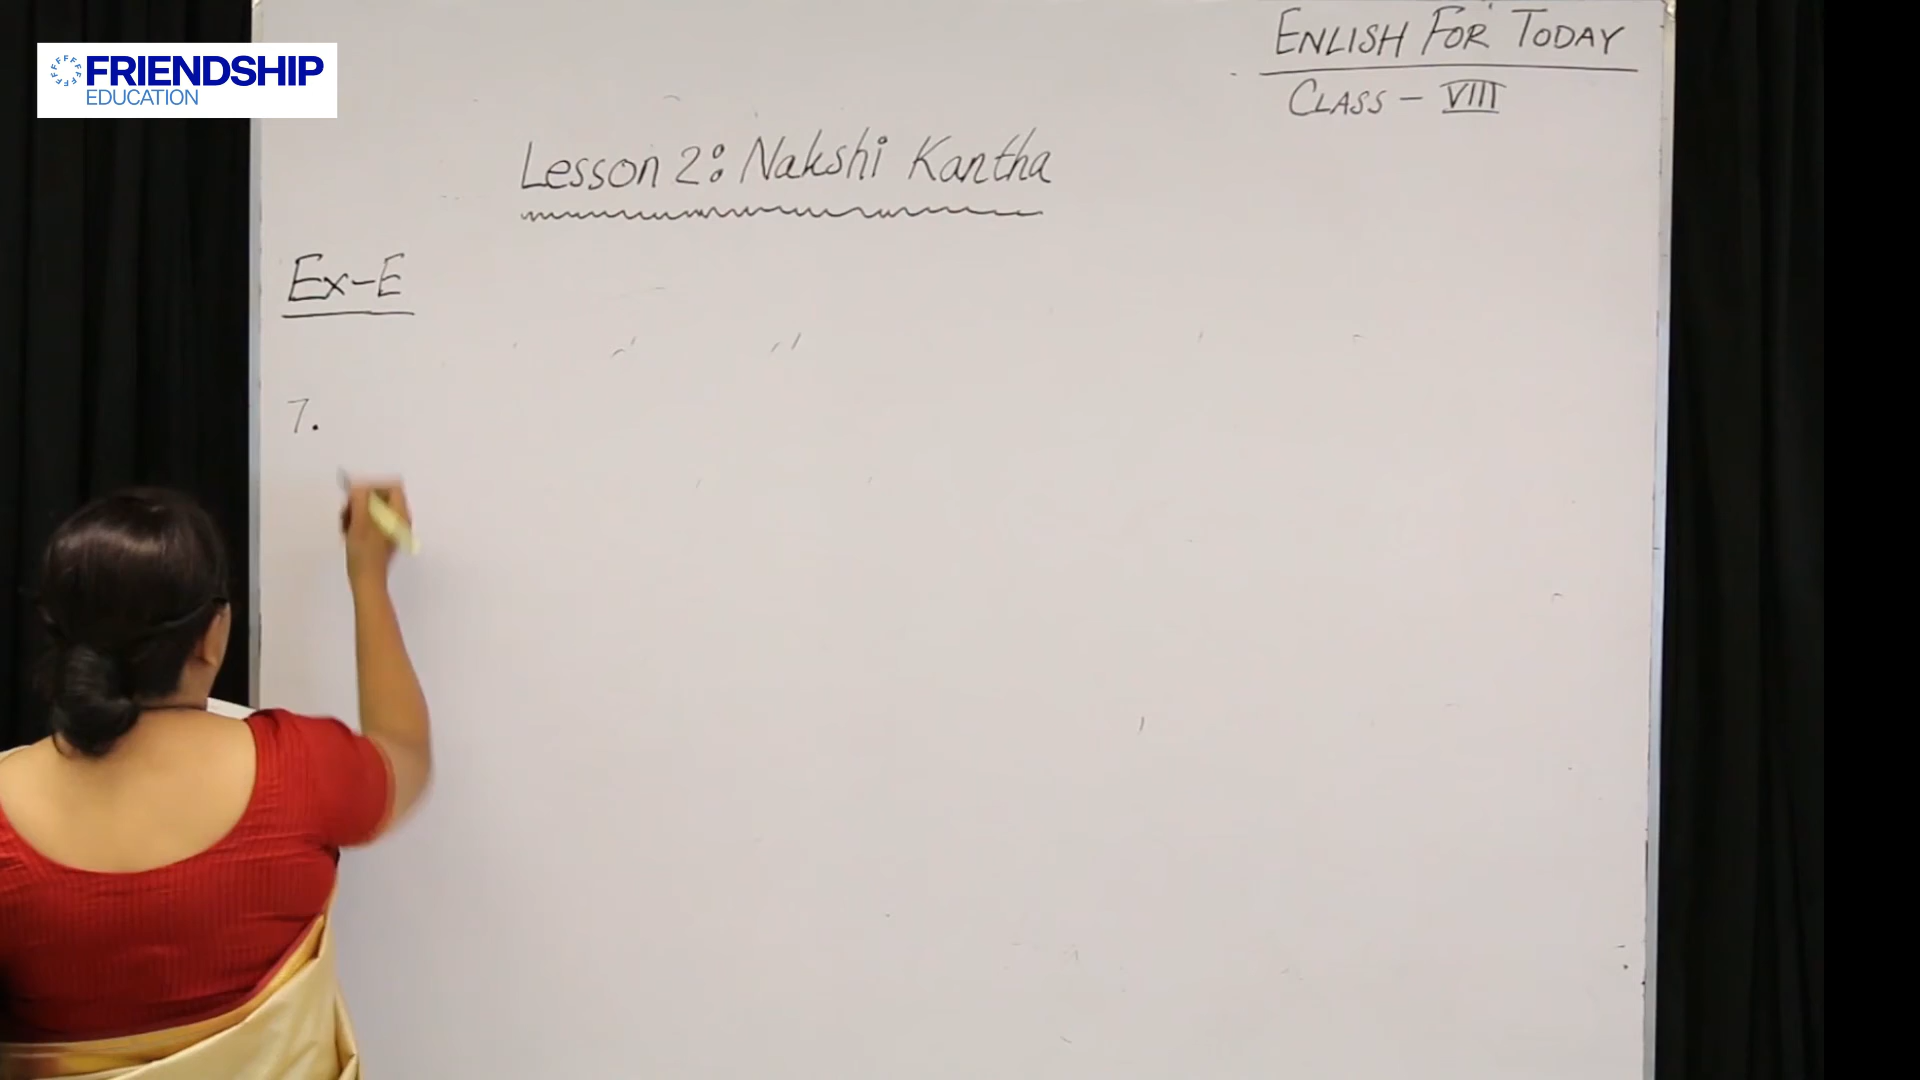 FRIENDSHIP
EDUCATION
ENLISH FOR TODAY
CLASS – VIII
Lesson 2: Nakshi Kantha
Ex-E
7.